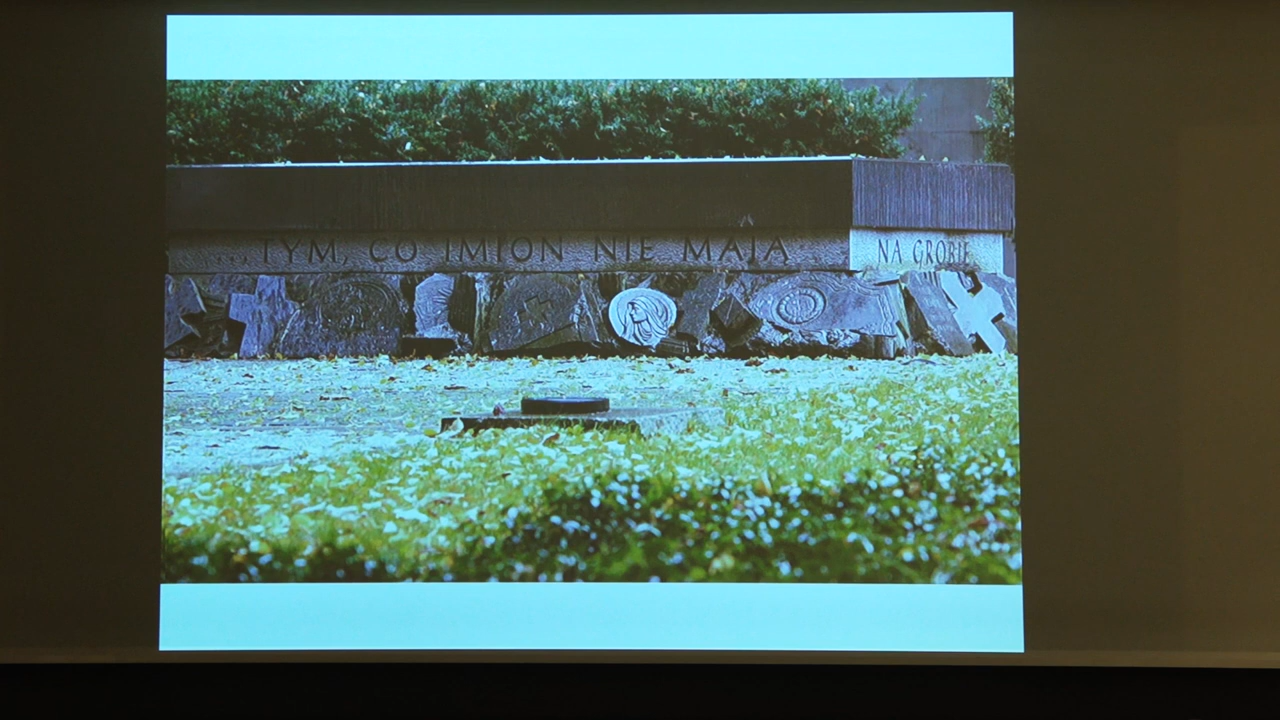 ..., TYM, CO IMION NIE MAJĄ
NA GROBIE